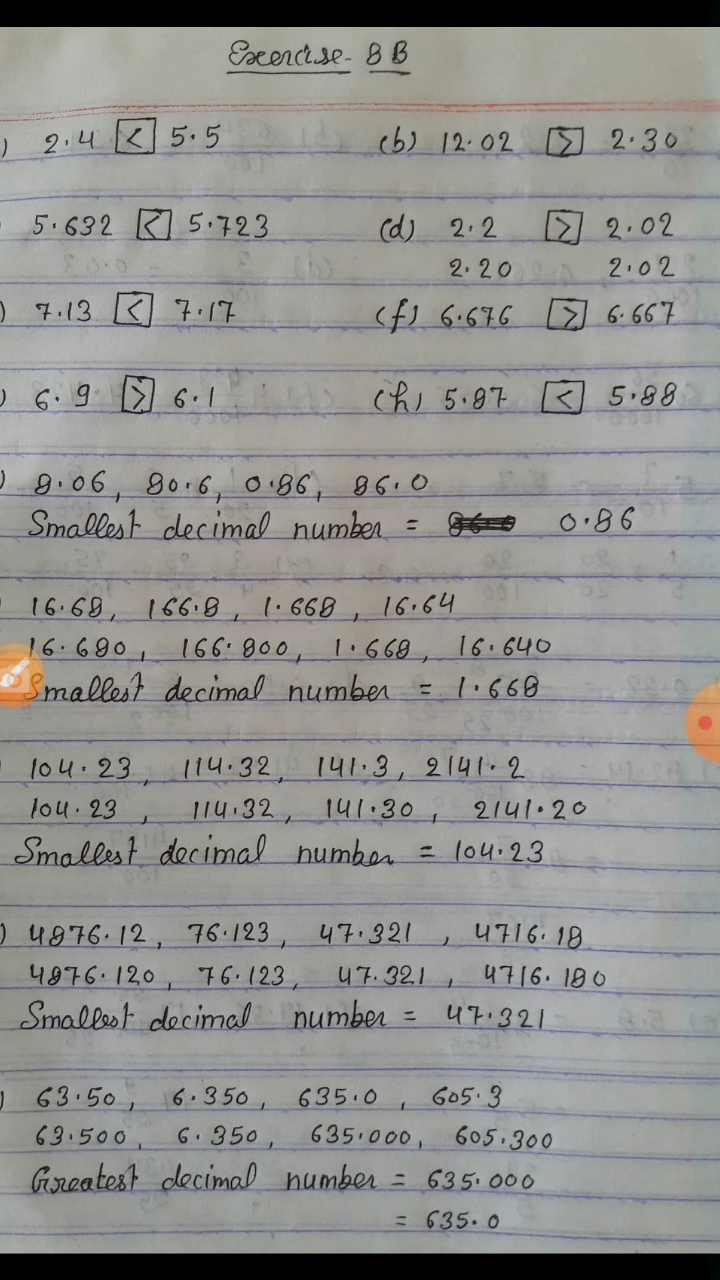 Exercise - 8 B
) 2.4 < 5.5 (b) 12.02 > 2.30
5.632 < 5.723 (d) 2.2 > 2.02
2.20 2.02
) 7.13 < 7.17 (f) 6.676 > 6.667
) 6.9 > 6.1 (h) 5.87 < 5.88
) 8.06, 80.6, 0.86, 86.0
Smallest decimal number = 0.86
16.68, 166.8, 1.668, 16.64
16.680, 166.800, 1.668, 16.640
Smallest decimal number = 1.668
104.23, 114.32, 141.3, 2141.2
104.23, 114.32, 141.30, 2141.20
Smallest decimal number = 104.23
) 4876.12, 76.123, 47.321, 4716.18
4876.120, 76.123, 47.321, 4716.180
Smallest decimal number = 47.321
) 63.50, 6.350, 635.0, 605.3
63.500, 6.350, 635.000, 605.300
Greatest decimal number = 635.000
= 635.0